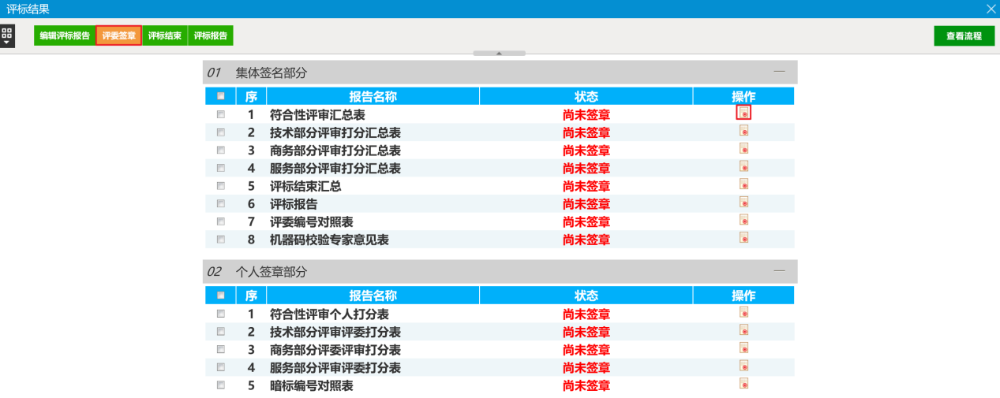 评标结果
编辑评标报告 评委签章 评标结束 评标报告 查看流程
01 集体签名部分
序 报告名称 状态 操作
1 符合性评审汇总表 尚未签章
2 技术部分评审打分汇总表 尚未签章
3 商务部分评审打分汇总表 尚未签章
4 服务部分评审打分汇总表 尚未签章
5 评标结束汇总 尚未签章
6 评标报告 尚未签章
7 评委编号对照表 尚未签章
8 机器码校验专家意见表 尚未签章
02 个人签章部分
序 报告名称 状态 操作
1 符合性评审个人打分表 尚未签章
2 技术部分评审评委打分表 尚未签章
3 商务部分评委评审打分表 尚未签章
4 服务部分评审评委打分表 尚未签章
5 暗标编号对照表 尚未签章